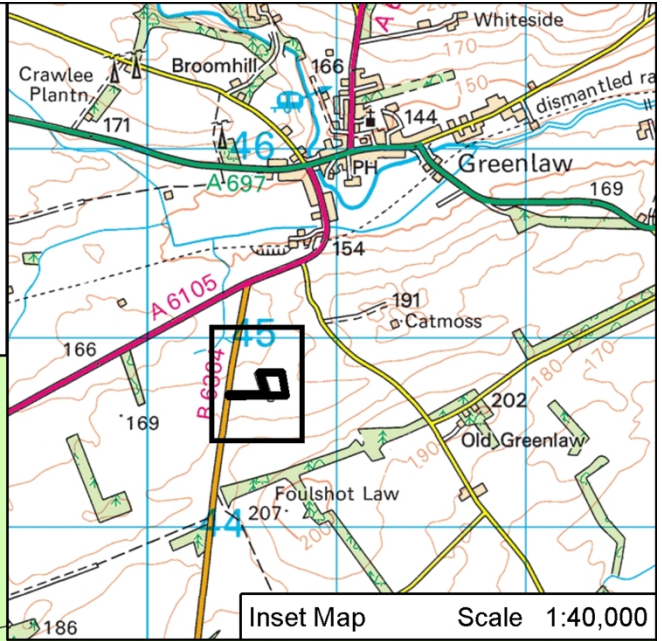 Whiteside
170
Broomhill
166
150
Crawlee
Plantn
dismantled ra
171
144
46
PH
Greenlaw
A 697
169
154
A 6105
191
Catmoss
45
166
B 6364
180
170
202
169
Old Greenlaw
190
Foulshot Law
44
207
200
186
Inset Map Scale 1:40,000